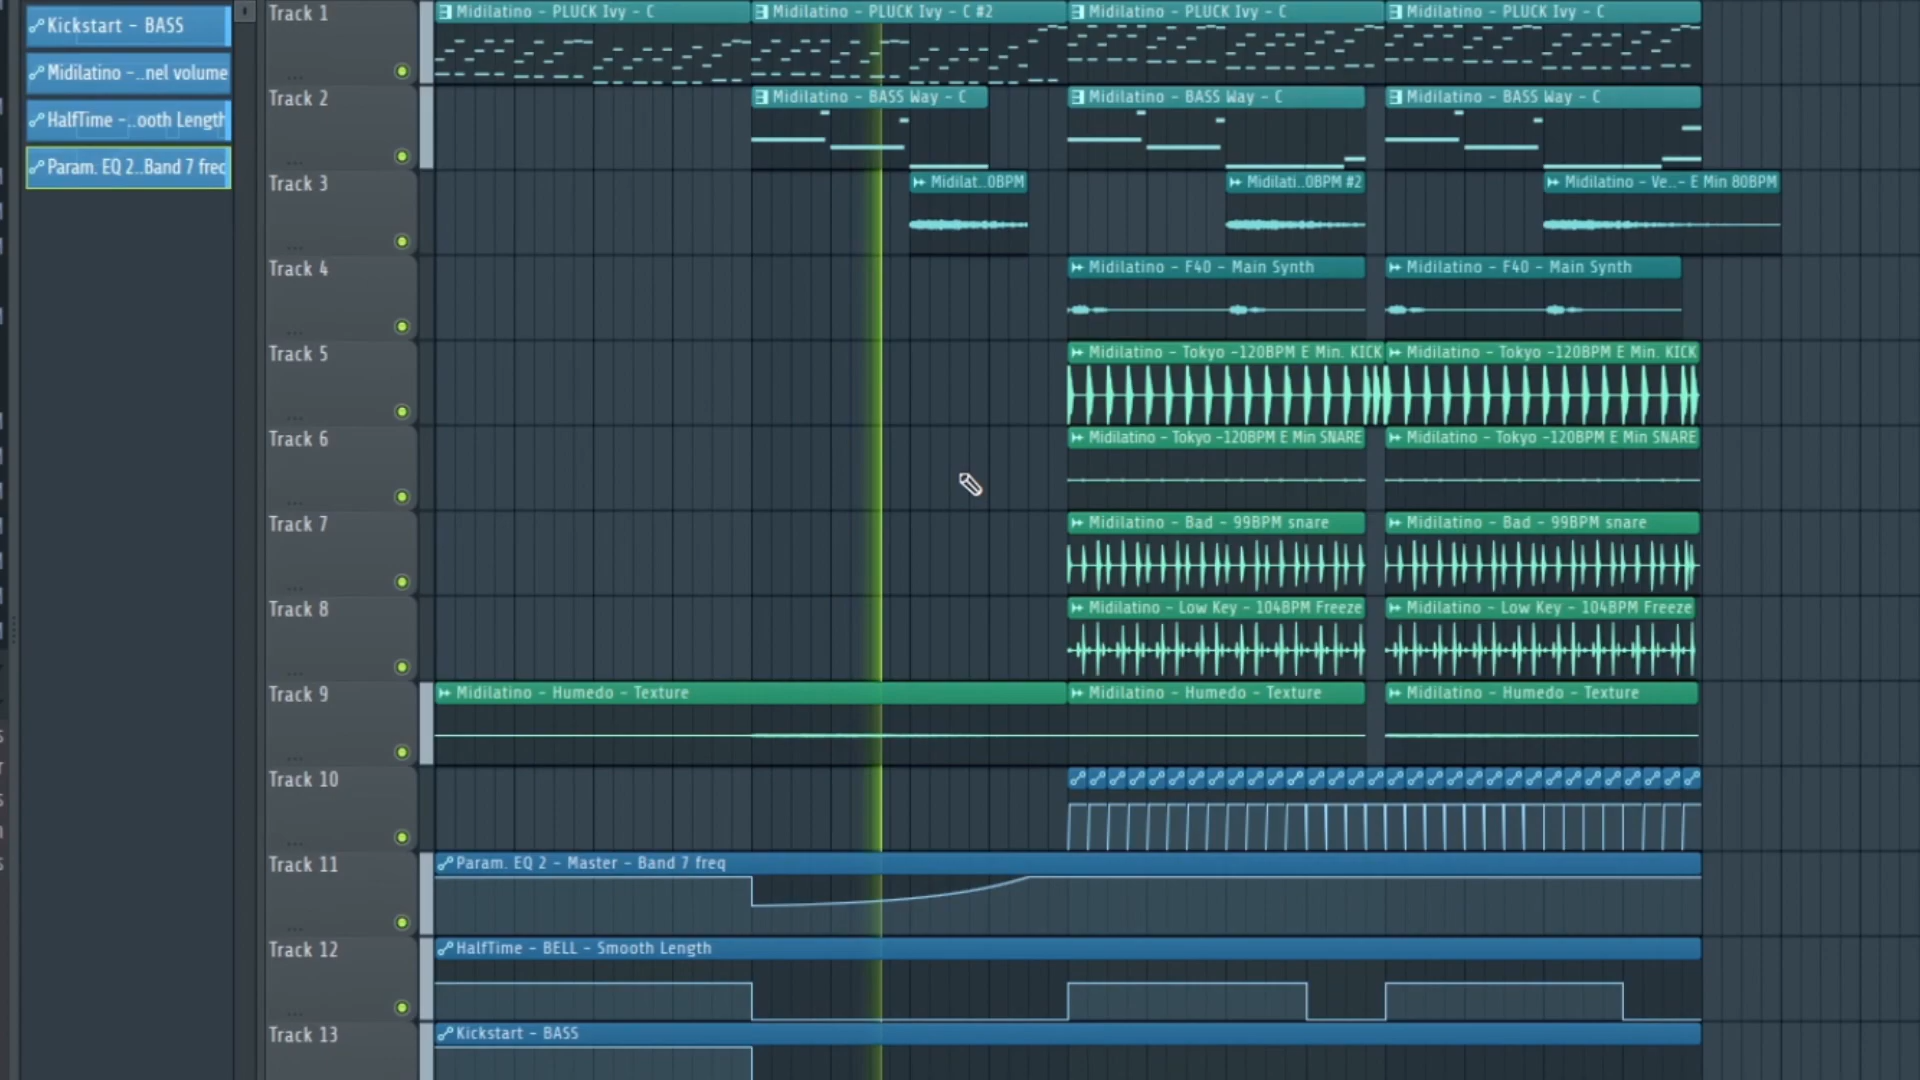 Kickstart - BASS
Midilatino -...nel volume
HalfTime -..ooth Length
Param. EQ 2..Band 7 freq
Track 1
Midilatino - PLUCK Ivy - C
Midilatino - PLUCK Ivy - C #2
Midilatino - PLUCK Ivy - C
Midilatino - PLUCK Ivy - C
Track 2
Midilatino - BASS Way - C
Midilatino - BASS Way - C
Midilatino - BASS Way - C
Track 3
Midilat..0BPM
Midilati..0BPM #2
Midilatino - Ve..- E Min 80BPM
Track 4
Midilatino - F40 - Main Synth
Midilatino - F40 - Main Synth
Track 5
Midilatino - Tokyo -120BPM E Min. KICK
Midilatino - Tokyo -120BPM E Min. KICK
Track 6
Midilatino - Tokyo -120BPM E Min SNARE
Midilatino - Tokyo -120BPM E Min SNARE
Track 7
Midilatino - Bad - 99BPM snare
Midilatino - Bad - 99BPM snare
Track 8
Midilatino - Low Key - 104BPM Freeze
Midilatino - Low Key - 104BPM Freeze
Track 9
Midilatino - Humedo - Texture
Midilatino - Humedo - Texture
Midilatino - Humedo - Texture
Track 10
Track 11
Param. EQ 2 - Master - Band 7 freq
Track 12
HalfTime - BELL - Smooth Length
Track 13
Kickstart - BASS